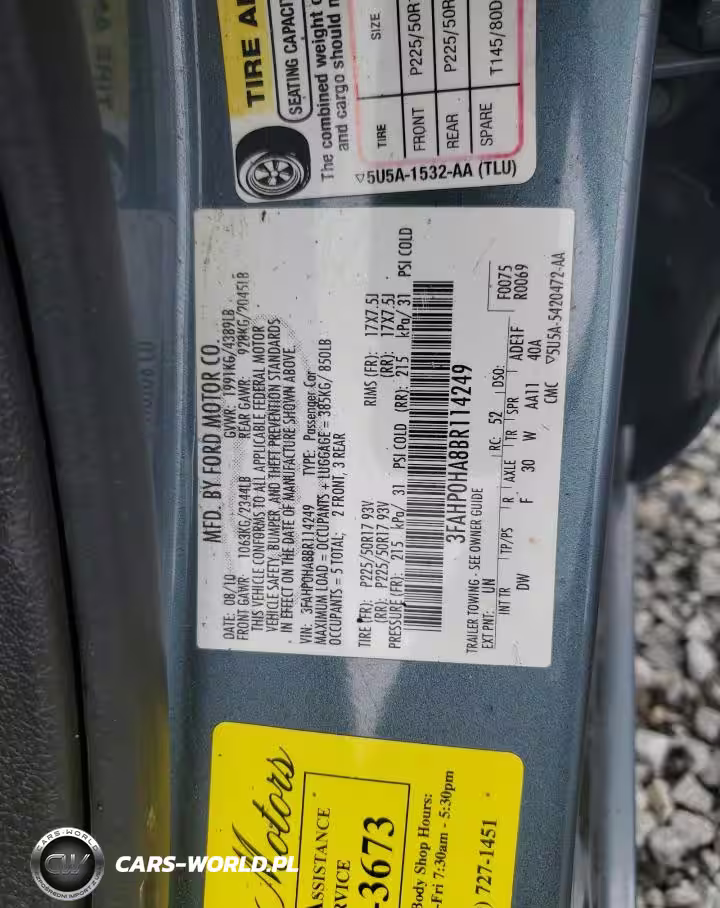 TIRE A
SEATING CAPACIT
The combined weight o
and cargo should n
TIRE SIZE
FRONT P225/50R1
REAR P225/50R
SPARE T145/80D
▽5U5A-1532-AA (TLU)
MFD. BY FORD MOTOR CO.
DATE: 08/10 GVWR: 1991KG/4389LB
FRONT GAWR: 1063KG/2344LB REAR GAWR: 928KG/2045LB
THIS VEHICLE CONFORMS TO ALL APPLICABLE FEDERAL MOTOR
VEHICLE SAFETY, BUMPER, AND THEFT PREVENTION STANDARDS
IN EFFECT ON THE DATE OF MANUFACTURE SHOWN ABOVE.
VIN: 3FAHP0HA8BR114249 TYPE: Passenger Car
MAXIMUM LOAD = OCCUPANTS + LUGGAGE = 385KG/ 850LB
OCCUPANTS = 5 TOTAL; 2 FRONT, 3 REAR
TIRE (FR): P225/50R17 93V RIMS (FR): 17X7.5J
(RR): P225/50R17 93V (RR): 17X7.5J
PRESSURE (FR): 215 kPa/ 31 PSI COLD (RR): 215 kPa/ 31 PSI COLD
3FAHP0HA8BR114249
TRAILER TOWING - SEE OWNER GUIDE
EXT PNT: UN RC: 52 DSO: F0075
R0069
INT TR TP/PS R AXLE TR SPR ADE1F
DW F 30 W AA11 40A
CMC ▽5U5A-5420472-AA
Motors
ASSISTANCE
RVICE
-3673
Body Shop Hours:
-Fri 7:30am - 5:30pm
) 727-1451
CARS-WORLD
CW
CARS-WORLD.PL